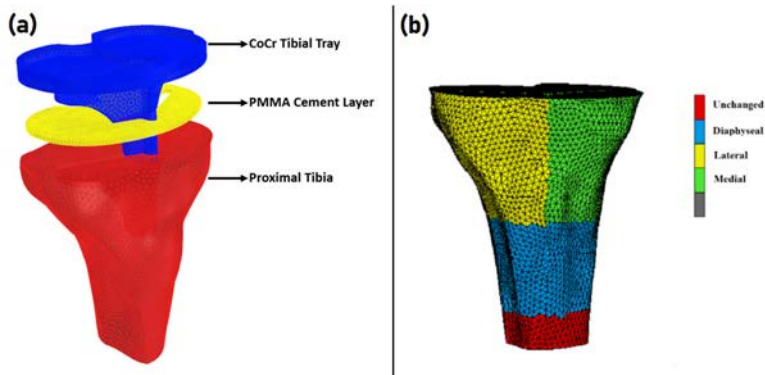 (a)
CoCr Tibial Tray
PMMA Cement Layer
Proximal Tibia
(b)
Unchanged
Diaphyseal
Lateral
Medial